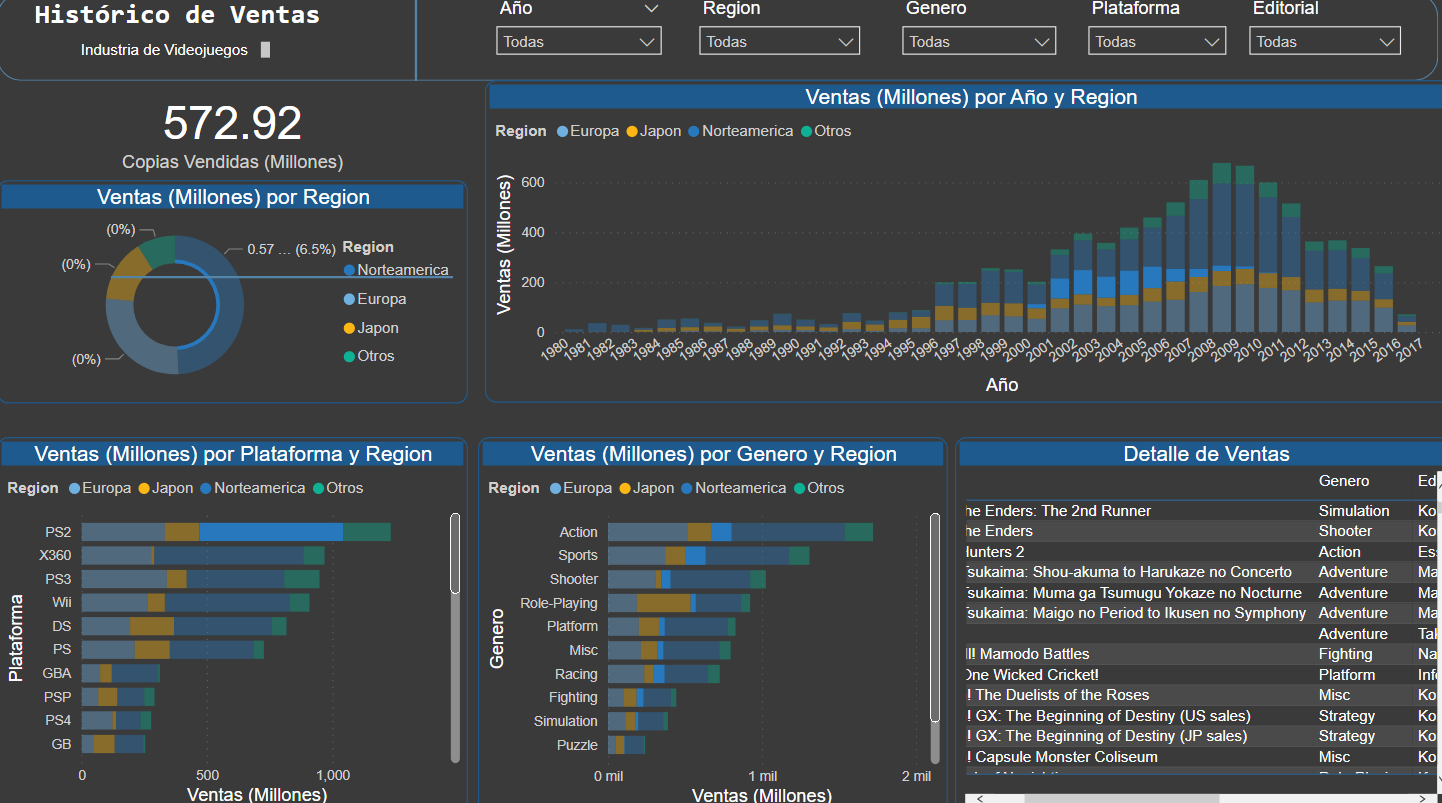 Histórico de Ventas
Industria de Videojuegos
Año
Region
Genero
Plataforma
Editorial
Todas
Todas
Todas
Todas
Todas
572.92
Copias Vendidas (Millones)
Ventas (Millones) por Region
(0%)
0.57 ... (6.5%)
(0%)
(0%)
Region
Norteamerica
Europa
Japon
Otros
Ventas (Millones) por Año y Region
Region Europa Japon Norteamerica Otros
Ventas (Millones)
600
400
200
0
1980 1981 1982 1983 1984 1985 1986 1987 1988 1989 1990 1991 1992 1993 1994 1995 1996 1997 1998 1999 2000 2001 2002 2003 2004 2005 2006 2007 2008 2009 2010 2011 2012 2013 2014 2015 2016 2017
Año
Ventas (Millones) por Plataforma y Region
Region Europa Japon Norteamerica Otros
Plataforma
PS2
X360
PS3
Wii
DS
PS
GBA
PSP
PS4
GB
0 500 1,000
Ventas (Millones)
Ventas (Millones) por Genero y Region
Region Europa Japon Norteamerica Otros
Genero
Action
Sports
Shooter
Role-Playing
Platform
Misc
Racing
Fighting
Simulation
Puzzle
0 mil 1 mil 2 mil
Ventas (Millones)
Detalle de Ventas
Genero Ed
he Enders: The 2nd Runner Simulation Ko
he Enders Shooter Ko
Hunters 2 Action Es
Tsukaima: Shou-akuma to Harukaze no Concerto Adventure Ma
Tsukaima: Muma ga Tsumugu Yokaze no Nocturne Adventure Ma
Tsukaima: Maigo no Period to Ikusen no Symphony Adventure Ma
Adventure Tak
ll! Mamodo Battles Fighting Na
One Wicked Cricket! Platform Info
! The Duelists of the Roses Misc Ko
! GX: The Beginning of Destiny (US sales) Strategy Ko
! GX: The Beginning of Destiny (JP sales) Strategy Ko
! Capsule Monster Coliseum Misc Ko